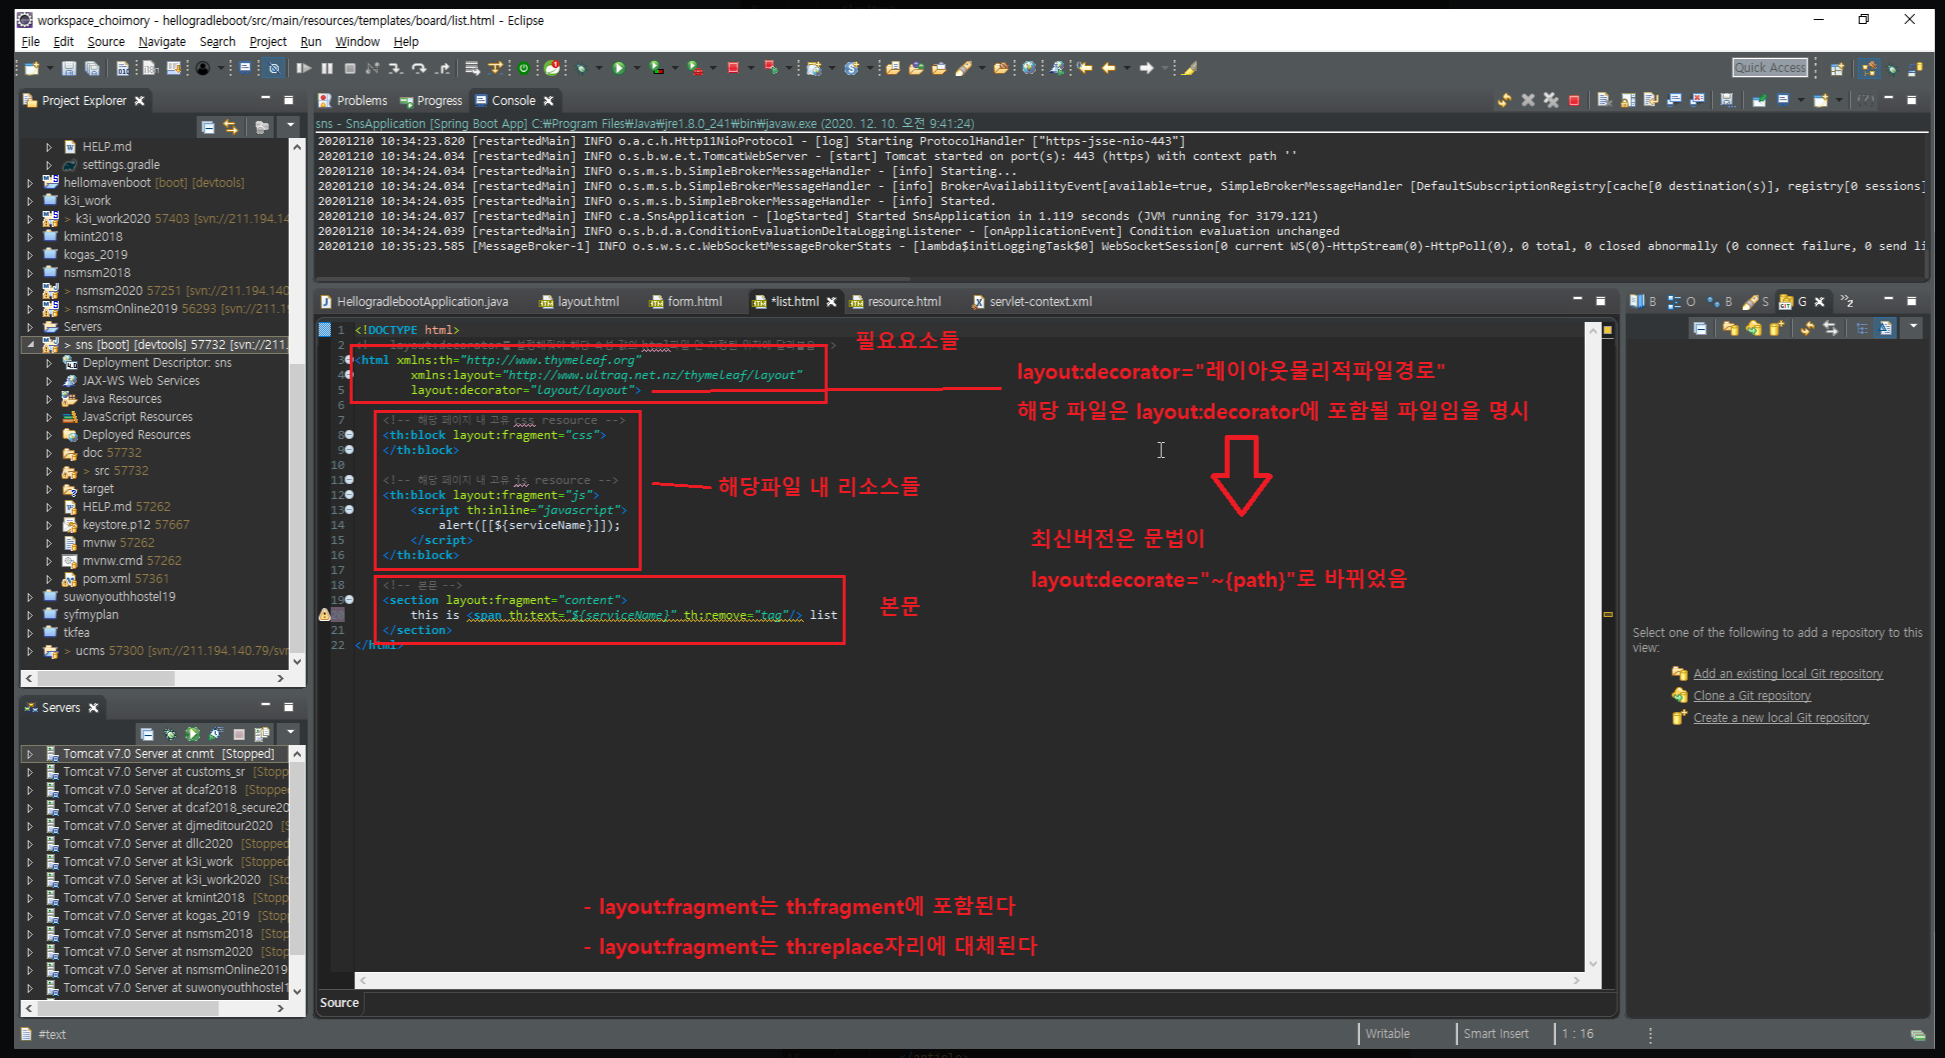 workspace_choimory - hellogradleboot/src/main/resources/templates/board/list.html - Eclipse
File Edit Source Navigate Search Project Run Window Help
Quick Access
Project Explorer
HELP.md
settings.gradle
hellomavenboot [boot] [devtools]
k3i_work
> k3i_work2020 57403 [svn://211.194.14
kmint2018
kogas_2019
nsmsm2018
> nsmsm2020 57251 [svn://211.194.140
> nsmsmOnline2019 56293 [svn://211.
Servers
> sns [boot] [devtools] 57732 [svn://211.
Deployment Descriptor: sns
JAX-WS Web Services
Java Resources
JavaScript Resources
Deployed Resources
doc 57732
> src 57732
target
HELP.md 57262
keystore.p12 57667
mvnw 57262
mvnw.cmd 57262
pom.xml 57361
suwonyouthhostel19
syfmyplan
tkfea
> ucms 57300 [svn://211.194.140.79/svr
Servers
Tomcat v7.0 Server at cnmt [Stopped]
Tomcat v7.0 Server at customs_sr [Stopp
Tomcat v7.0 Server at dcaf2018 [Stoppe
Tomcat v7.0 Server at dcaf2018_secure20
Tomcat v7.0 Server at djmeditour2020 [S
Tomcat v7.0 Server at dllc2020 [Stopped
Tomcat v7.0 Server at k3i_work [Stopped
Tomcat v7.0 Server at k3i_work2020 [Sto
Tomcat v7.0 Server at kmint2018 [Stopp
Tomcat v7.0 Server at kogas_2019 [Stop
Tomcat v7.0 Server at nsmsm2018 [Stop
Tomcat v7.0 Server at nsmsm2020 [Stop
Tomcat v7.0 Server at nsmsmOnline2019
Tomcat v7.0 Server at suwonyouthhostel1
Problems Progress Console
sns - SnsApplication [Spring Boot App] C:₩Program Files₩Java₩jre1.8.0_241₩bin₩javaw.exe (2020. 12. 10. 오전 9:41:24)
20201210 10:34:23.820 [restartedMain] INFO o.a.c.h.Http11NioProtocol - [log] Starting ProtocolHandler ["https-jsse-nio-443"]
20201210 10:34:24.034 [restartedMain] INFO o.s.b.w.e.t.TomcatWebServer - [start] Tomcat started on port(s): 443 (https) with context path ''
20201210 10:34:24.034 [restartedMain] INFO o.s.m.s.b.SimpleBrokerMessageHandler - [info] Starting...
20201210 10:34:24.034 [restartedMain] INFO o.s.m.s.b.SimpleBrokerMessageHandler - [info] BrokerAvailabilityEvent[available=true, SimpleBrokerMessageHandler [DefaultSubscriptionRegistry[cache[0 destination(s)], registry[0 sessions]
20201210 10:34:24.035 [restartedMain] INFO o.s.m.s.b.SimpleBrokerMessageHandler - [info] Started.
20201210 10:34:24.037 [restartedMain] INFO c.a.SnsApplication - [logStarted] Started SnsApplication in 1.119 seconds (JVM running for 3179.121)
20201210 10:34:24.039 [restartedMain] INFO o.s.b.d.a.ConditionEvaluationDeltaLoggingListener - [onApplicationEvent] Condition evaluation unchanged
20201210 10:35:23.585 [MessageBroker-1] INFO o.s.w.s.c.WebSocketMessageBrokerStats - [lambda$initLoggingTask$0] WebSocketSession[0 current WS(0)-HttpStream(0)-HttpPoll(0), 0 total, 0 closed abnormally (0 connect failure, 0 send li
HellogradlebootApplication.java layout.html form.html *list.html resource.html servlet-context.xml
1 <!DOCTYPE html>
2
3 <html xmlns:th="http://www.thymeleaf.org"
4 xmlns:layout="http://www.ultraq.net.nz/thymeleaf/layout"
5 layout:decorator="layout/layout">
6
7 <!-- 해당 페이지 내 고유 css resource -->
8 <th:block layout:fragment="css">
9 </th:block>
10
11 <!-- 해당 페이지 내 고유 js resource -->
12 <th:block layout:fragment="js">
13 <script th:inline="javascript">
14 alert([[${serviceName}]]);
15 </script>
16 </th:block>
17
18 <!-- 본문 -->
19 <section layout:fragment="content">
this is <span th:text="${serviceName}" th:remove="tag"/> list
21 </section>
22 </html>
필요요소들
layout:decorator="레이아웃물리적파일경로"
해당 파일은 layout:decorator에 포함될 파일임을 명시
해당파일 내 리소스들
최신버전은 문법이
layout:decorate="~{path}"로 바뀌었음
본문
- layout:fragment는 th:fragment에 포함된다
- layout:fragment는 th:replace자리에 대체된다
Source
B O B S G
Select one of the following to add a repository to this
view:
Add an existing local Git repository
Clone a Git repository
Create a new local Git repository
#text
Writable Smart Insert 1 : 16